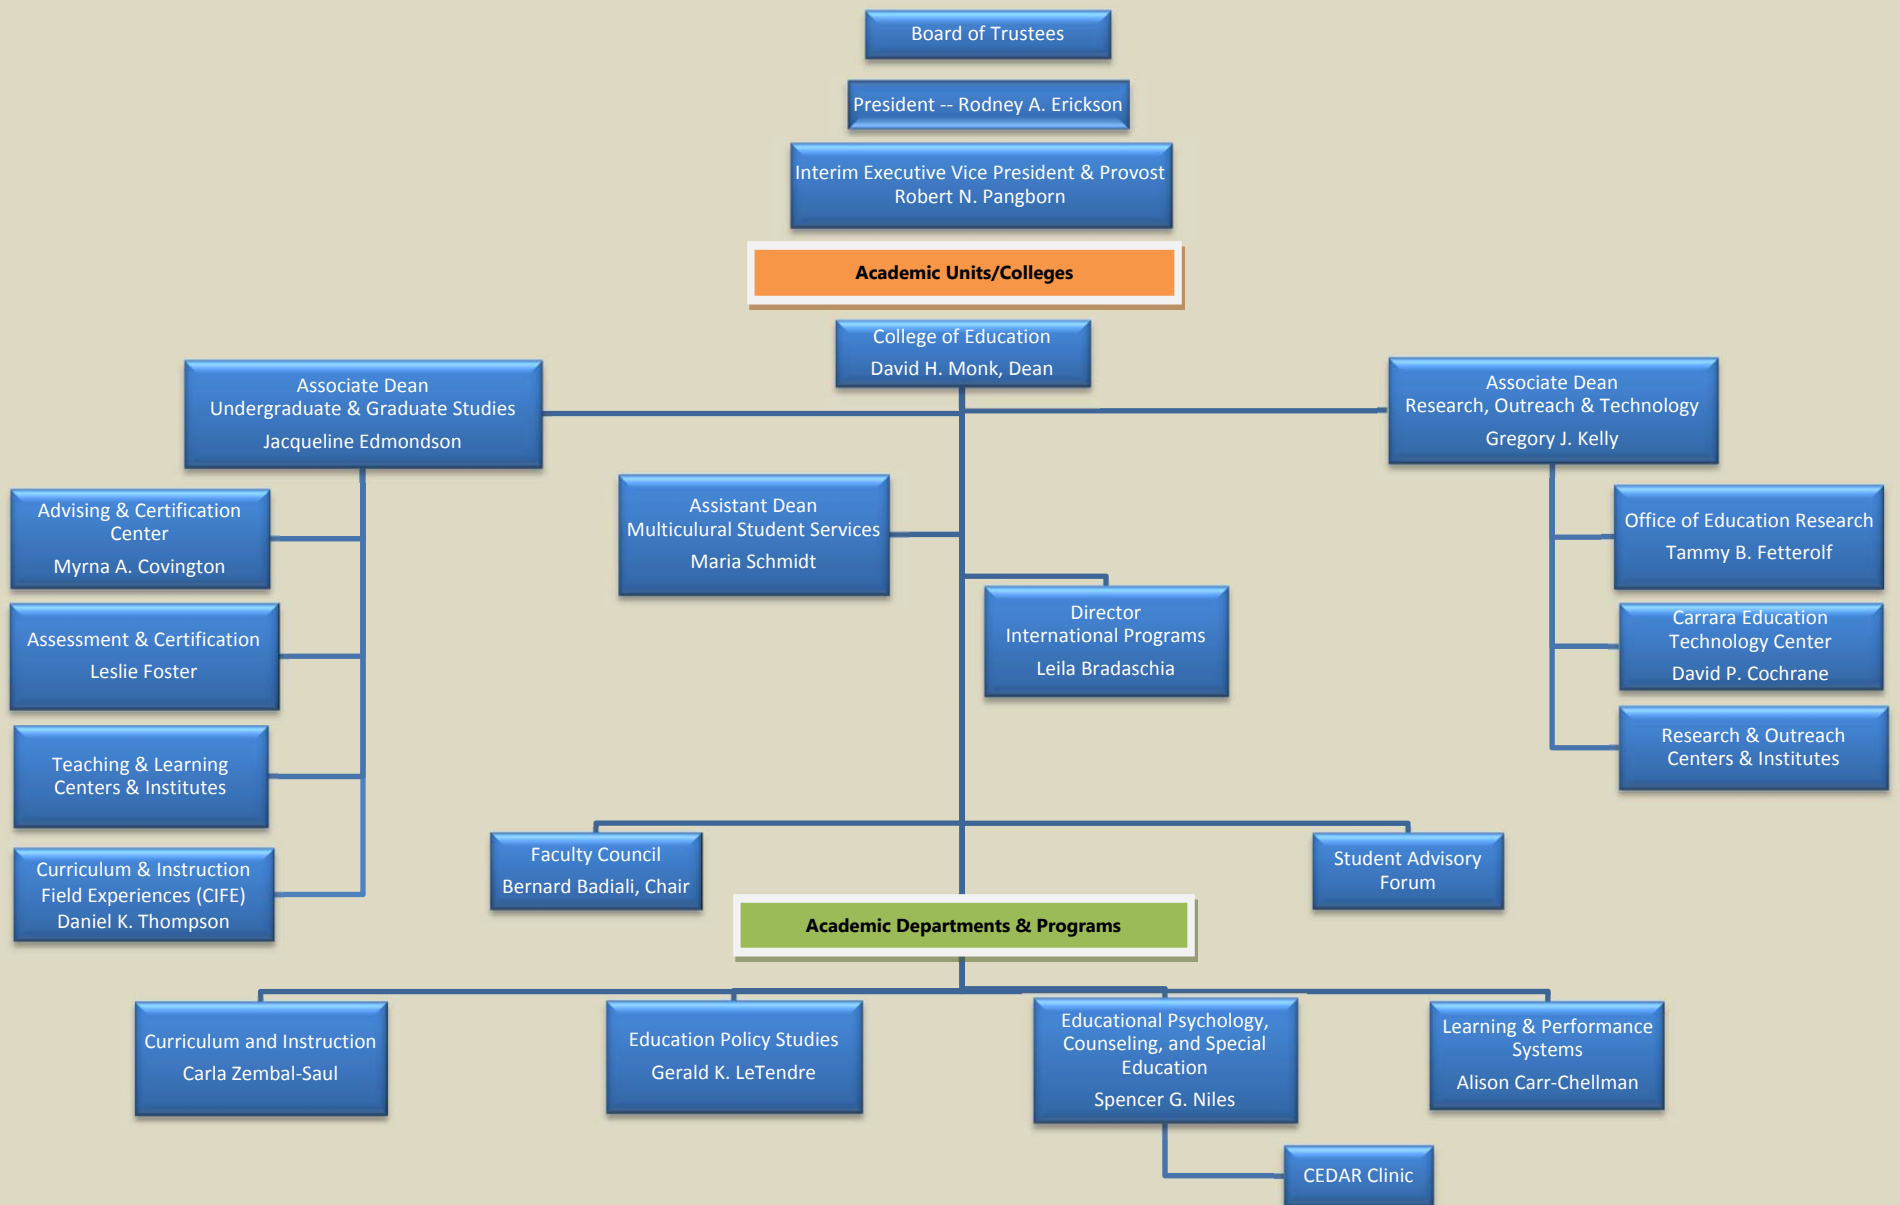 Board of Trustees
President -- Rodney A. Erickson
Interim Executive Vice President & Provost
Robert N. Pangborn
Academic Units/Colleges
College of Education
David H. Monk, Dean
Associate Dean
Undergraduate & Graduate Studies
Jacqueline Edmondson
Associate Dean
Research, Outreach & Technology
Gregory J. Kelly
Advising & Certification
Center
Myrna A. Covington
Assessment & Certification
Leslie Foster
Teaching & Learning
Centers & Institutes
Curriculum & Instruction
Field Experiences (CIFE)
Daniel K. Thompson
Assistant Dean
Multiculural Student Services
Maria Schmidt
Director
International Programs
Leila Bradaschia
Office of Education Research
Tammy B. Fetterolf
Carrara Education
Technology Center
David P. Cochrane
Research & Outreach
Centers & Institutes
Faculty Council
Bernard Badiali, Chair
Student Advisory
Forum
Academic Departments & Programs
Curriculum and Instruction
Carla Zembal-Saul
Education Policy Studies
Gerald K. LeTendre
Educational Psychology,
Counseling, and Special
Education
Spencer G. Niles
Learning & Performance
Systems
Alison Carr-Chellman
CEDAR Clinic